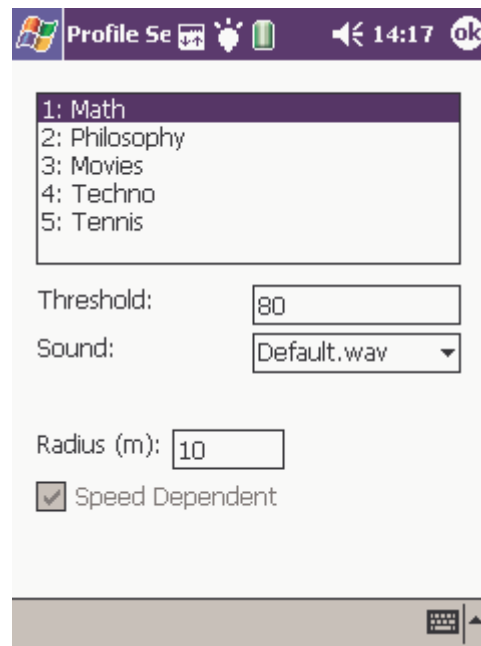 Profile Se 14:17 ok
1: Math
2: Philosophy
3: Movies
4: Techno
5: Tennis
Threshold: 80
Sound: Default.wav
Radius (m): 10
Speed Dependent